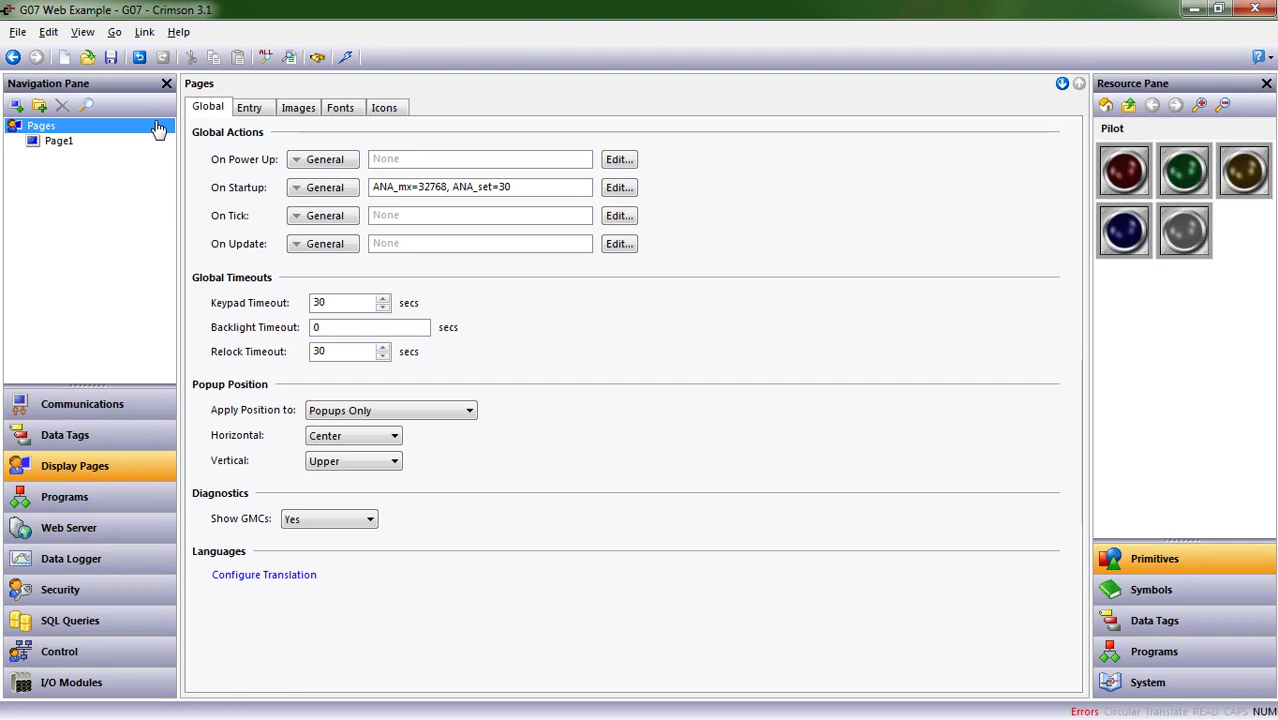 G07 Web Example - G07 - Crimson 3.1
File Edit View Go Link Help
ALL
Navigation Pane
Pages
Page1
Communications
Data Tags
Display Pages
Programs
Web Server
Data Logger
Security
SQL Queries
Control
I/O Modules
Pages
Global Entry Images Fonts Icons
Global Actions
On Power Up: General None Edit...
On Startup: General ANA_mx=32768, ANA_set=30 Edit...
On Tick: General None Edit...
On Update: General None Edit...
Global Timeouts
Keypad Timeout: 30 secs
Backlight Timeout: 0 secs
Relock Timeout: 30 secs
Popup Position
Apply Position to: Popups Only
Horizontal: Center
Vertical: Upper
Diagnostics
Show GMCs: Yes
Languages
Configure Translation
Resource Pane
Pilot
Primitives
Symbols
Data Tags
Programs
System
Errors Circular Translate READ CAPS NUM